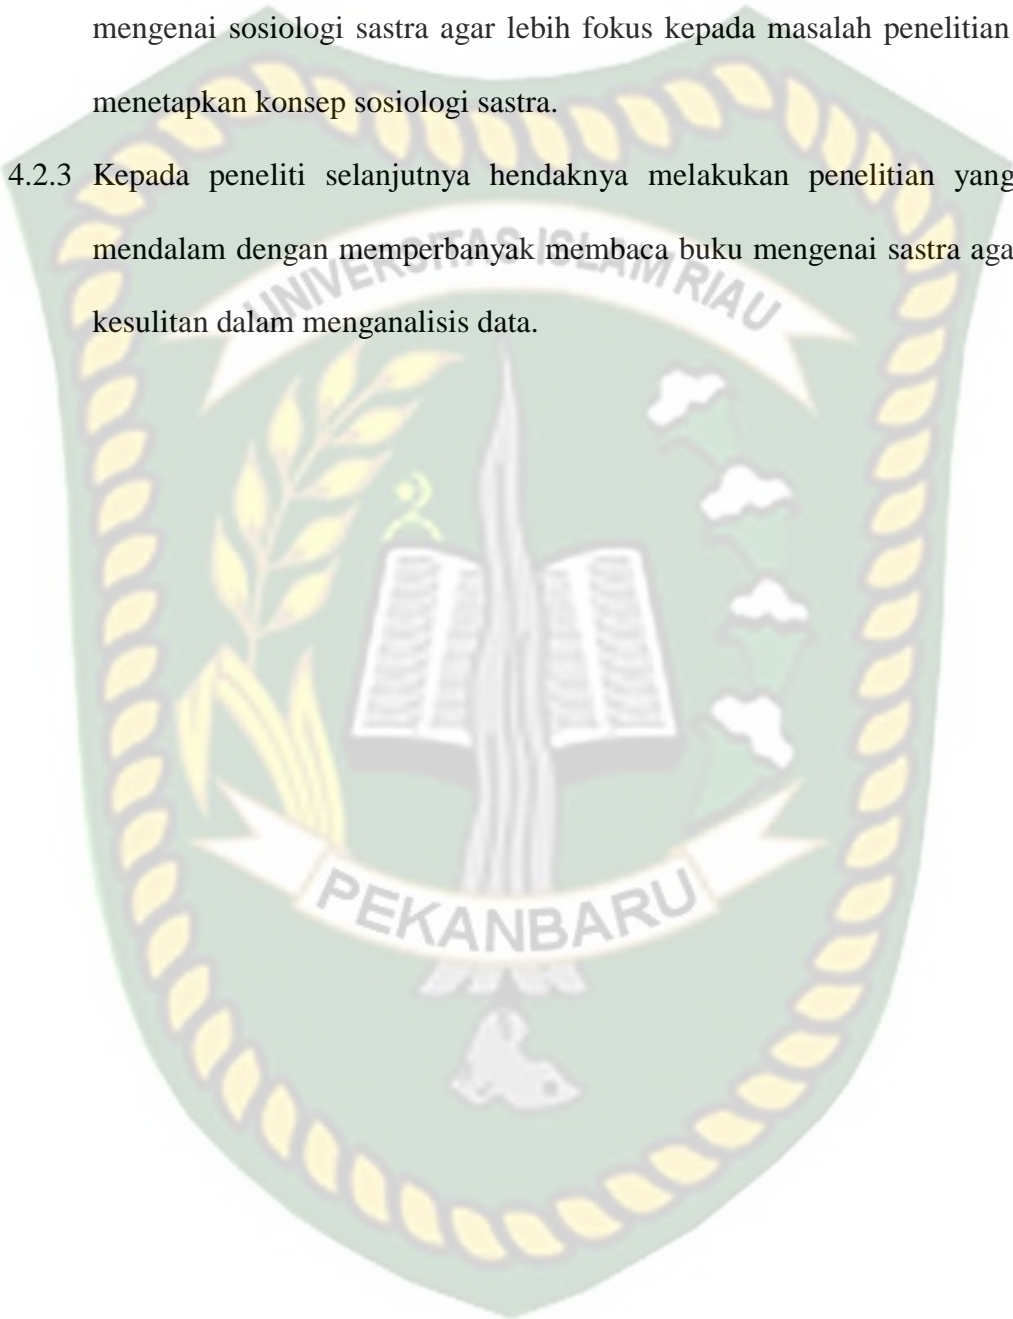 mengenai sosiologi sastra agar lebih fokus kepada masalah penelitian
menetapkan konsep sosiologi sastra.
4.2.3 Kepada peneliti selanjutnya hendaknya melakukan penelitian yang
mendalam dengan memperbanyak membaca buku mengenai sastra aga
kesulitan dalam menganalisis data.
UNIVERSITAS ISLAM RIAU
PEKANBARU